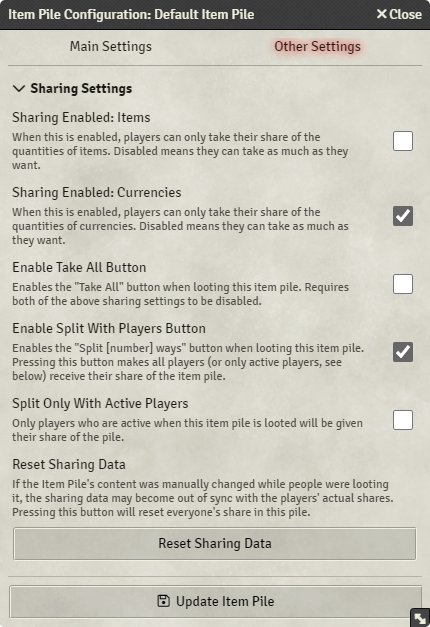 Item Pile Configuration: Default Item Pile
Close
Main Settings
Other Settings
Sharing Settings
Sharing Enabled: Items
When this is enabled, players can only take their share of the
quantities of items. Disabled means they can take as much as they
want.
Sharing Enabled: Currencies
When this is enabled, players can only take their share of the
quantities of currencies. Disabled means they can take as much as
they want.
Enable Take All Button
Enables the "Take All" button when looting this item pile. Requires
both of the above sharing settings to be disabled.
Enable Split With Players Button
Enables the "Split [number] ways" button when looting this item pile.
Pressing this button makes all players (or only active players, see
below) receive their share of the item pile.
Split Only With Active Players
Only players who are active when this item pile is looted will be given
their share of the pile.
Reset Sharing Data
If the Item Pile's content was manually changed while people were looting
it, the sharing data may become out of sync with the players' actual shares.
Pressing this button will reset everyone's share in this pile.
Reset Sharing Data
Update Item Pile